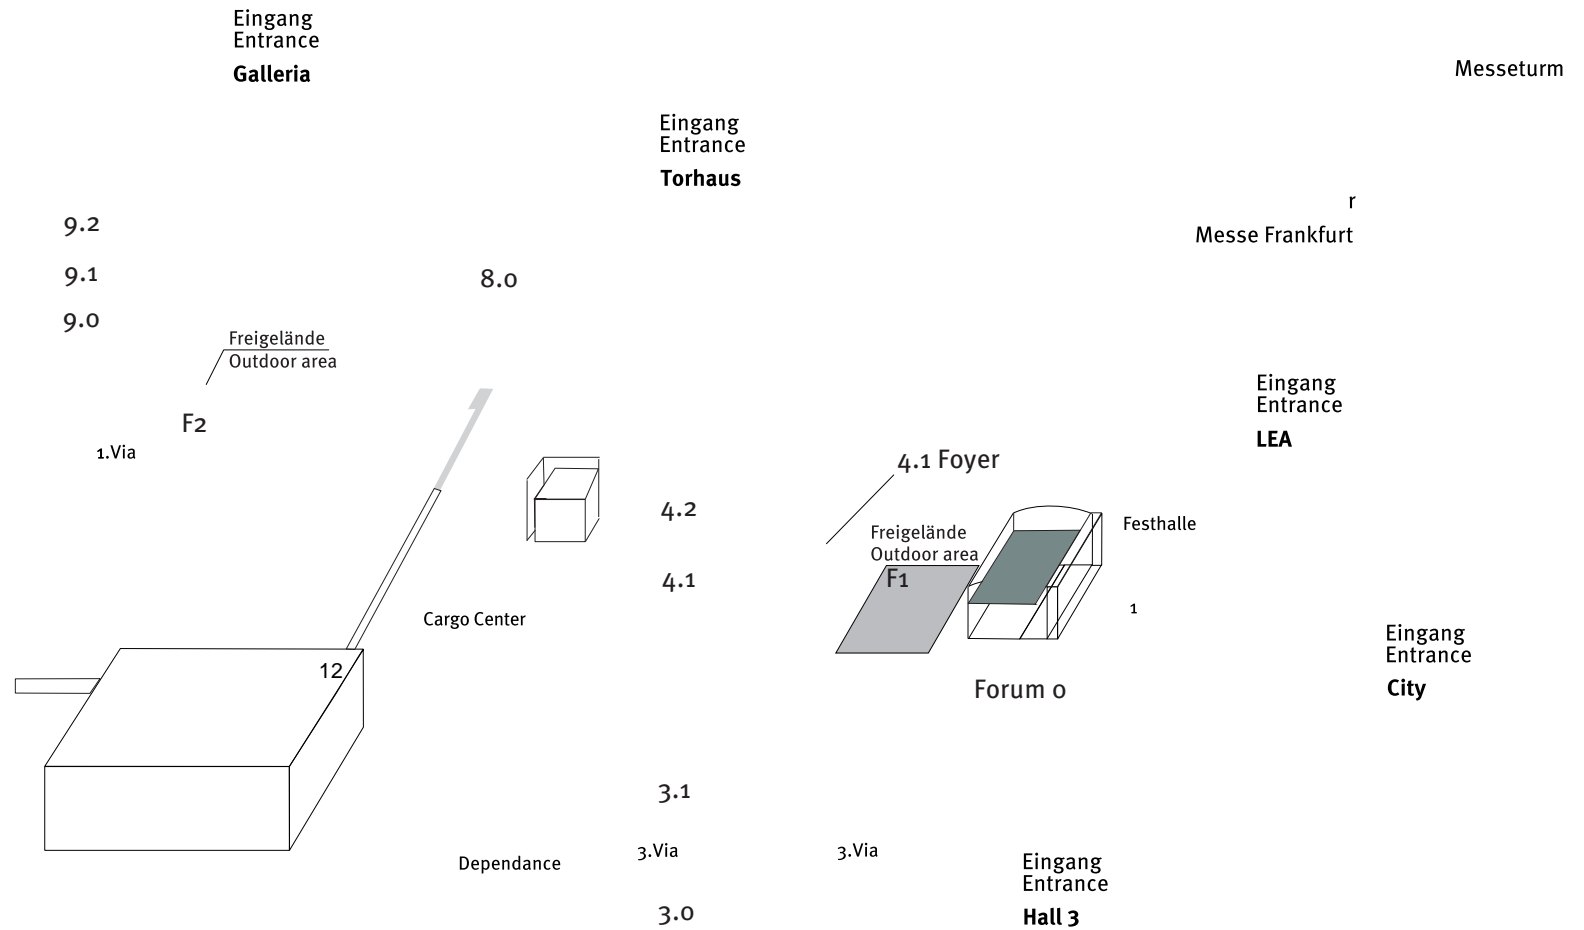 Eingang
Entrance
Galleria
Messeturm
Eingang
Entrance
Torhaus
r
Messe Frankfurt
9.2
9.1
8.0
9.0
Freigelände
Outdoor area
F2
1.Via
Eingang
Entrance
LEA
4.1 Foyer
4.2
Festhalle
Freigelände
Outdoor area
F1
4.1
1
Cargo Center
Eingang
Entrance
City
12
Forum 0
3.1
3.Via
3.Via
Dependance
Eingang
Entrance
Hall 3
3.0